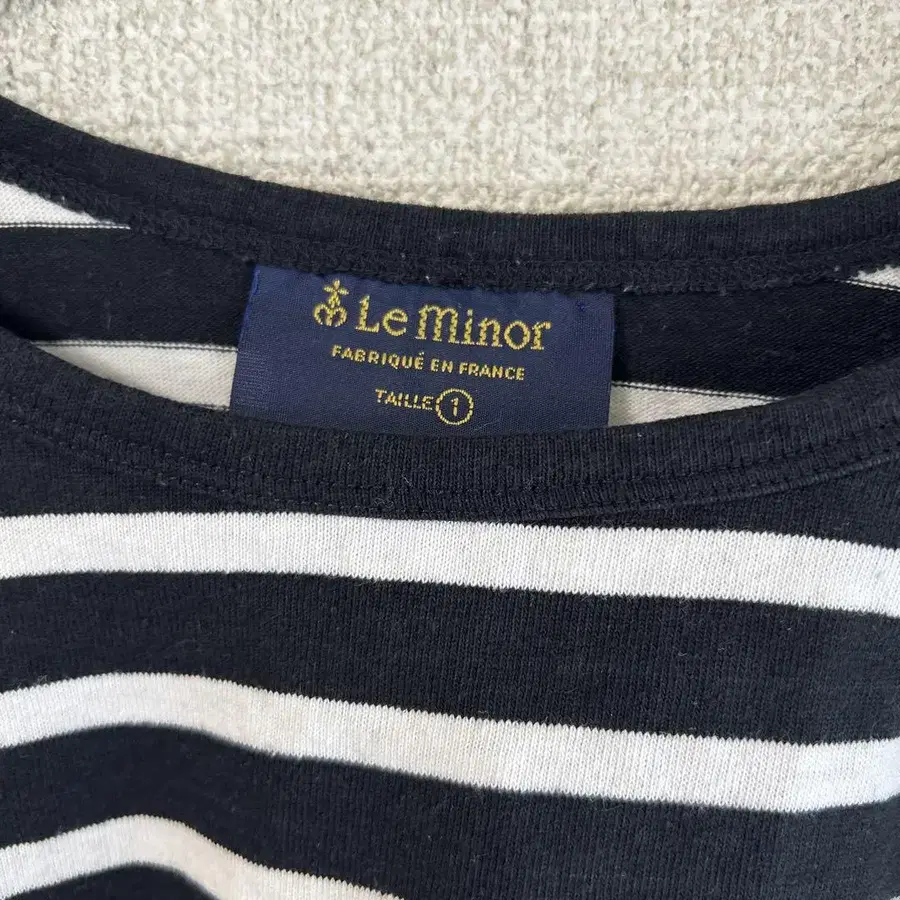 Le Minor
FABRIQUÉ EN FRANCE
TAILLE 1